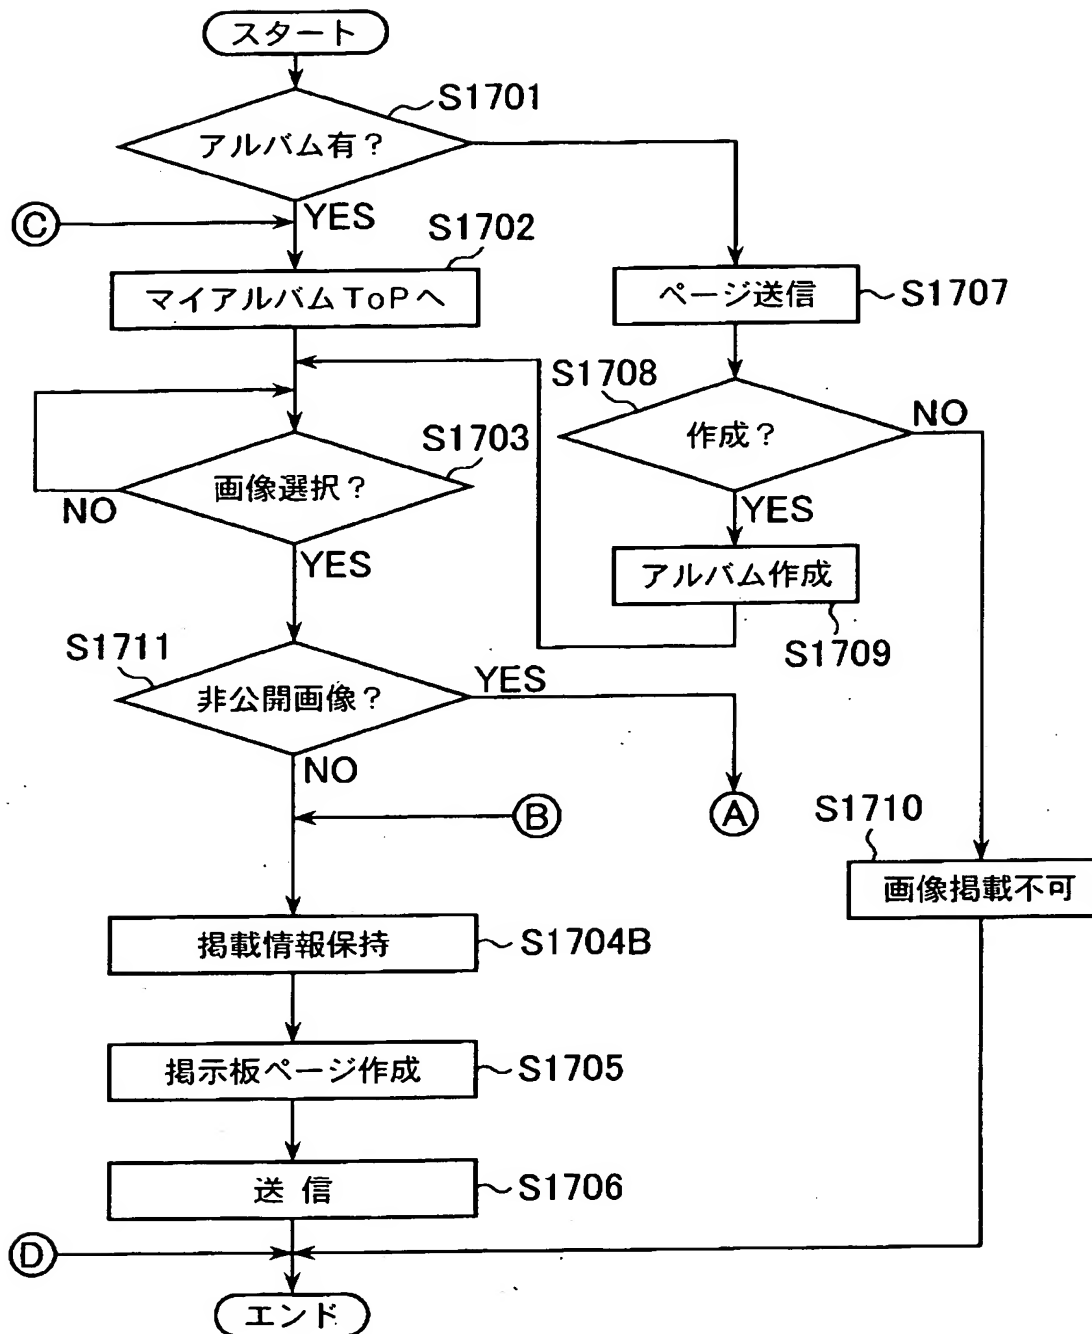 スタート
S1701
アルバム有？
C
YES
S1702
マイアルバムToPへ
ページ送信
S1707
S1708
作成？
NO
S1703
画像選択？
NO
YES
YES
アルバム作成
S1709
S1711
非公開画像？
YES
NO
B
A
S1710
画像掲載不可
掲載情報保持
S1704B
掲示板ページ作成
S1705
送信
S1706
D
エンド